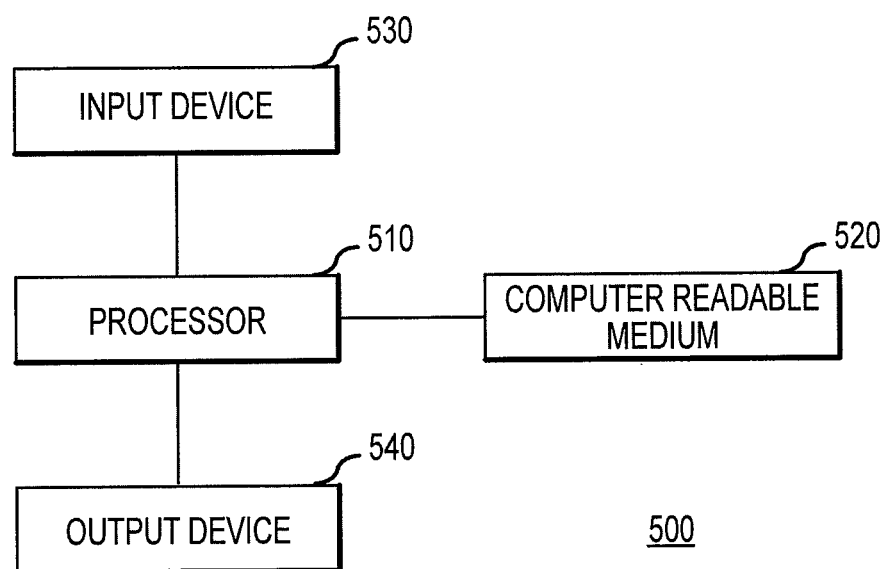 530
INPUT DEVICE
510
PROCESSOR
520
COMPUTER READABLE
MEDIUM
540
OUTPUT DEVICE
500